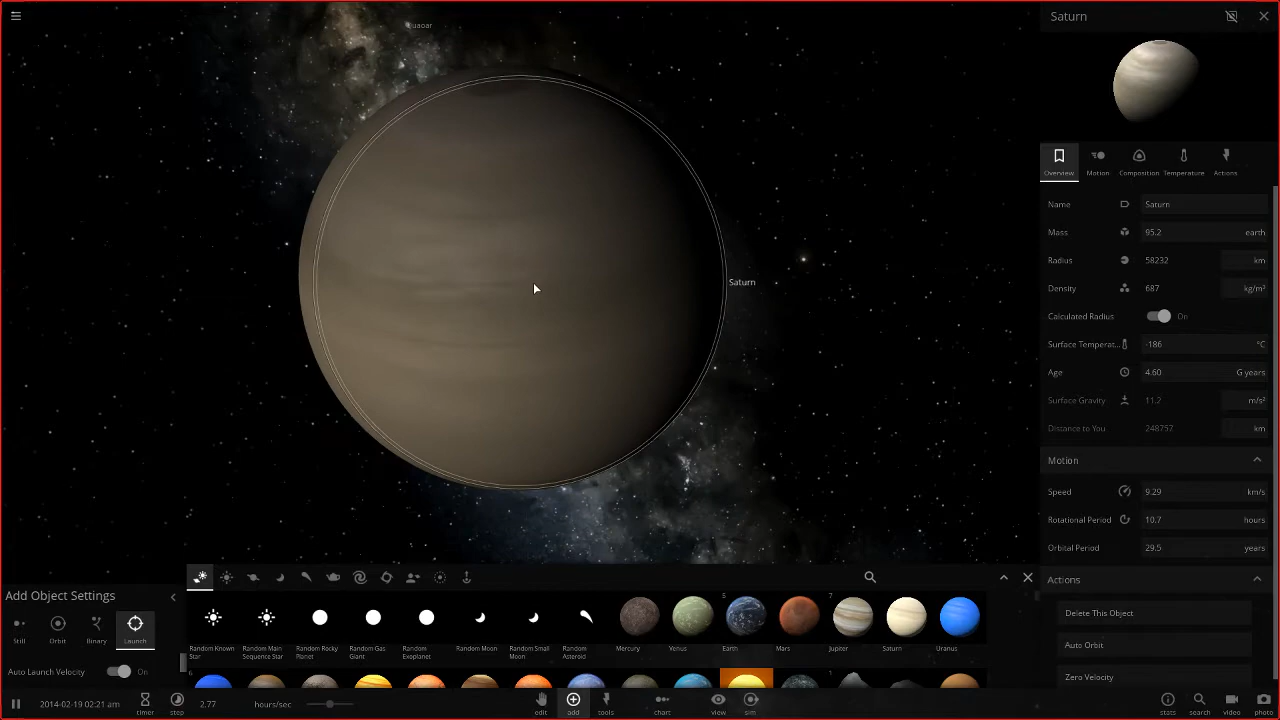 Quaoar
Saturn
Overview
Motion
Composition
Temperature
Actions
Name
Saturn
Mass
95.2
earth
Radius
58232
km
Density
687
kg/m³
Calculated Radius
On
Surface Temperat...
-186
°C
Age
4.60
G years
Surface Gravity
11.2
m/s²
Distance to You
248757
km
Motion
Speed
9.29
km/s
Rotational Period
10.7
hours
Orbital Period
29.5
years
Actions
Delete This Object
Auto Orbit
Zero Velocity
Saturn
Add Object Settings
Still
Orbit
Binary
Launch
Auto Launch Velocity
On
5
7
Random Known Star
Random Main Sequence Star
Random Rocky Planet
Random Gas Giant
Random Exoplanet
Random Moon
Random Small Moon
Random Asteroid
Mercury
Venus
Earth
Mars
Jupiter
Saturn
Uranus
6
2014-02-19 02:21 am
timer
step
2.77
hours/sec
edit
add
tools
chart
view
sim
stats
search
video
photo